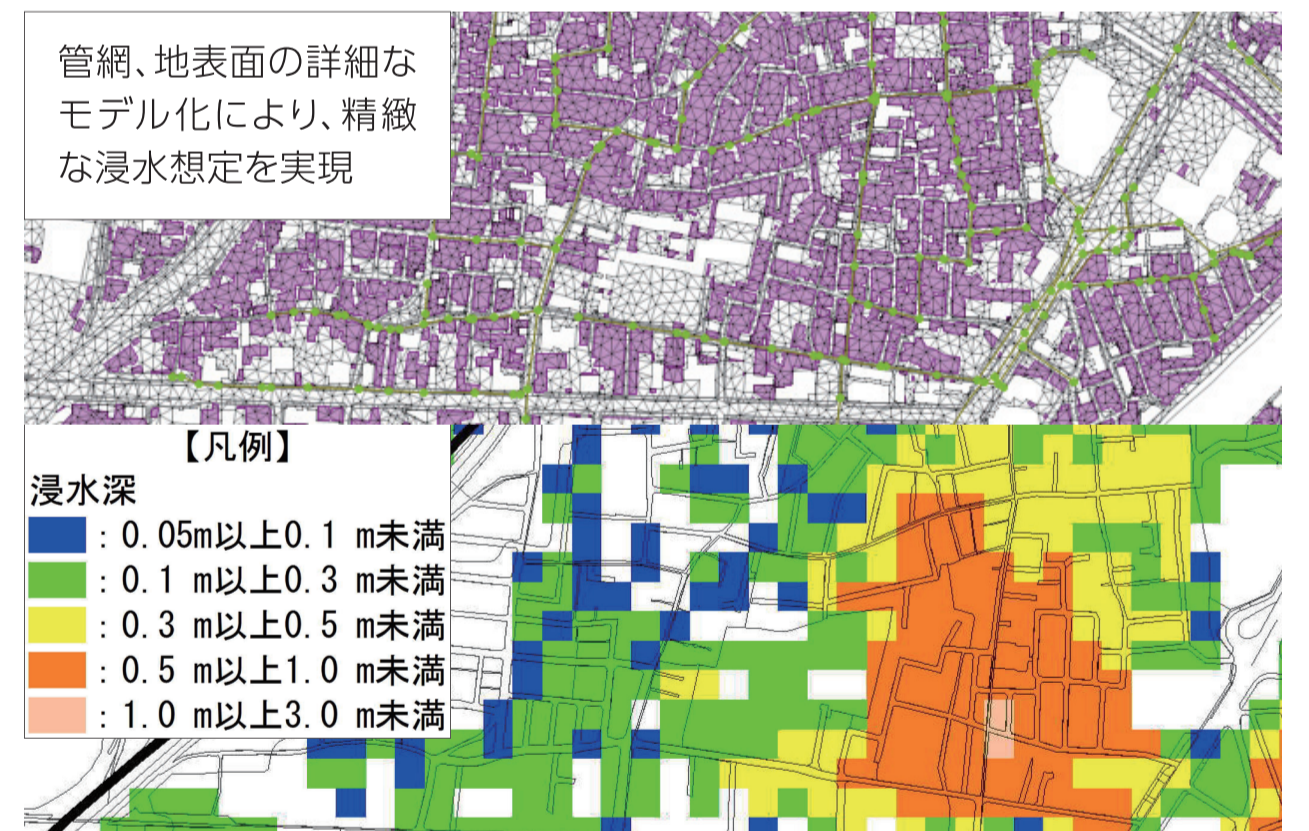 管網、地表面の詳細な
モデル化により、精緻
な浸水想定を実現
【凡例】
浸水深
：0.05m以上0.1 m未満
：0.1 m以上0.3 m未満
：0.3 m以上0.5 m未満
：0.5 m以上1.0 m未満
：1.0 m以上3.0 m未満